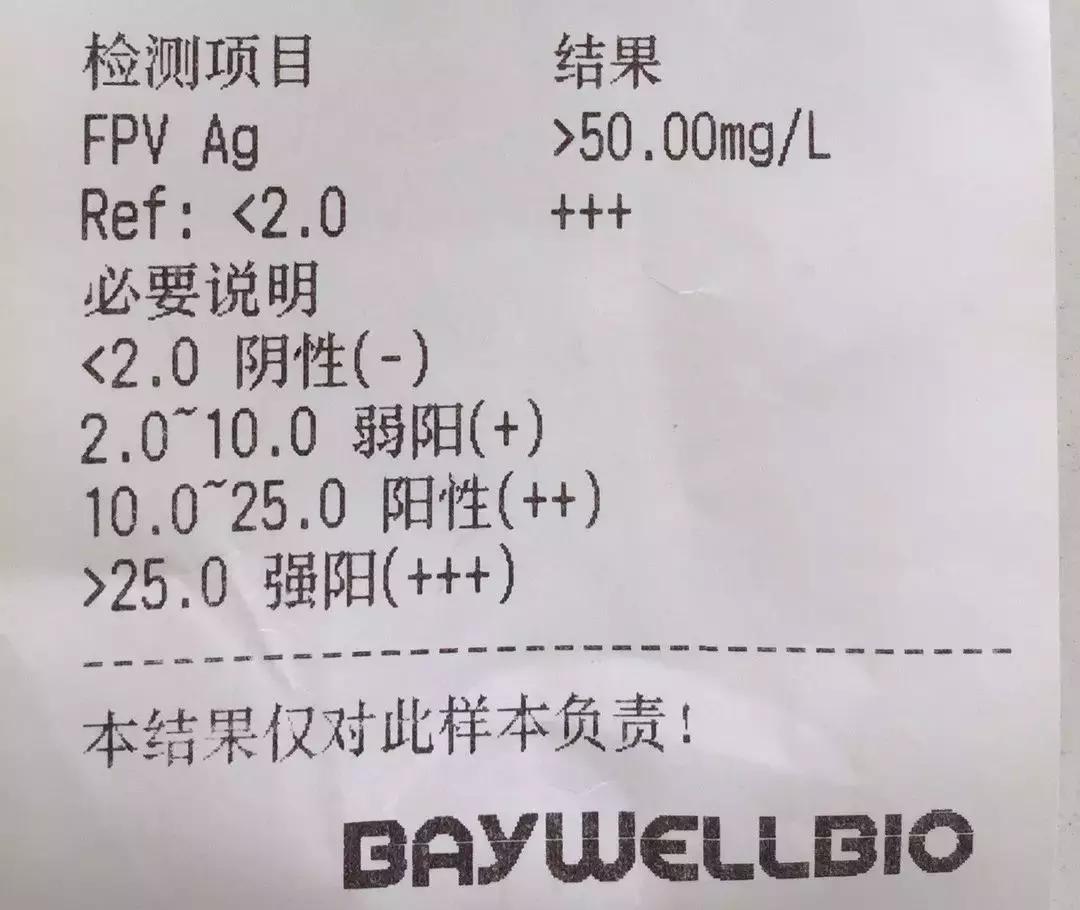 检测项目 结果
FPV Ag >50.00mg/L
Ref: <2.0 +++
必要说明
<2.0 阴性(-)
2.0~10.0 弱阳(+)
10.0~25.0 阳性(++)
>25.0 强阳(+++)
本结果仅对此样本负责!
BAYWELLBIO